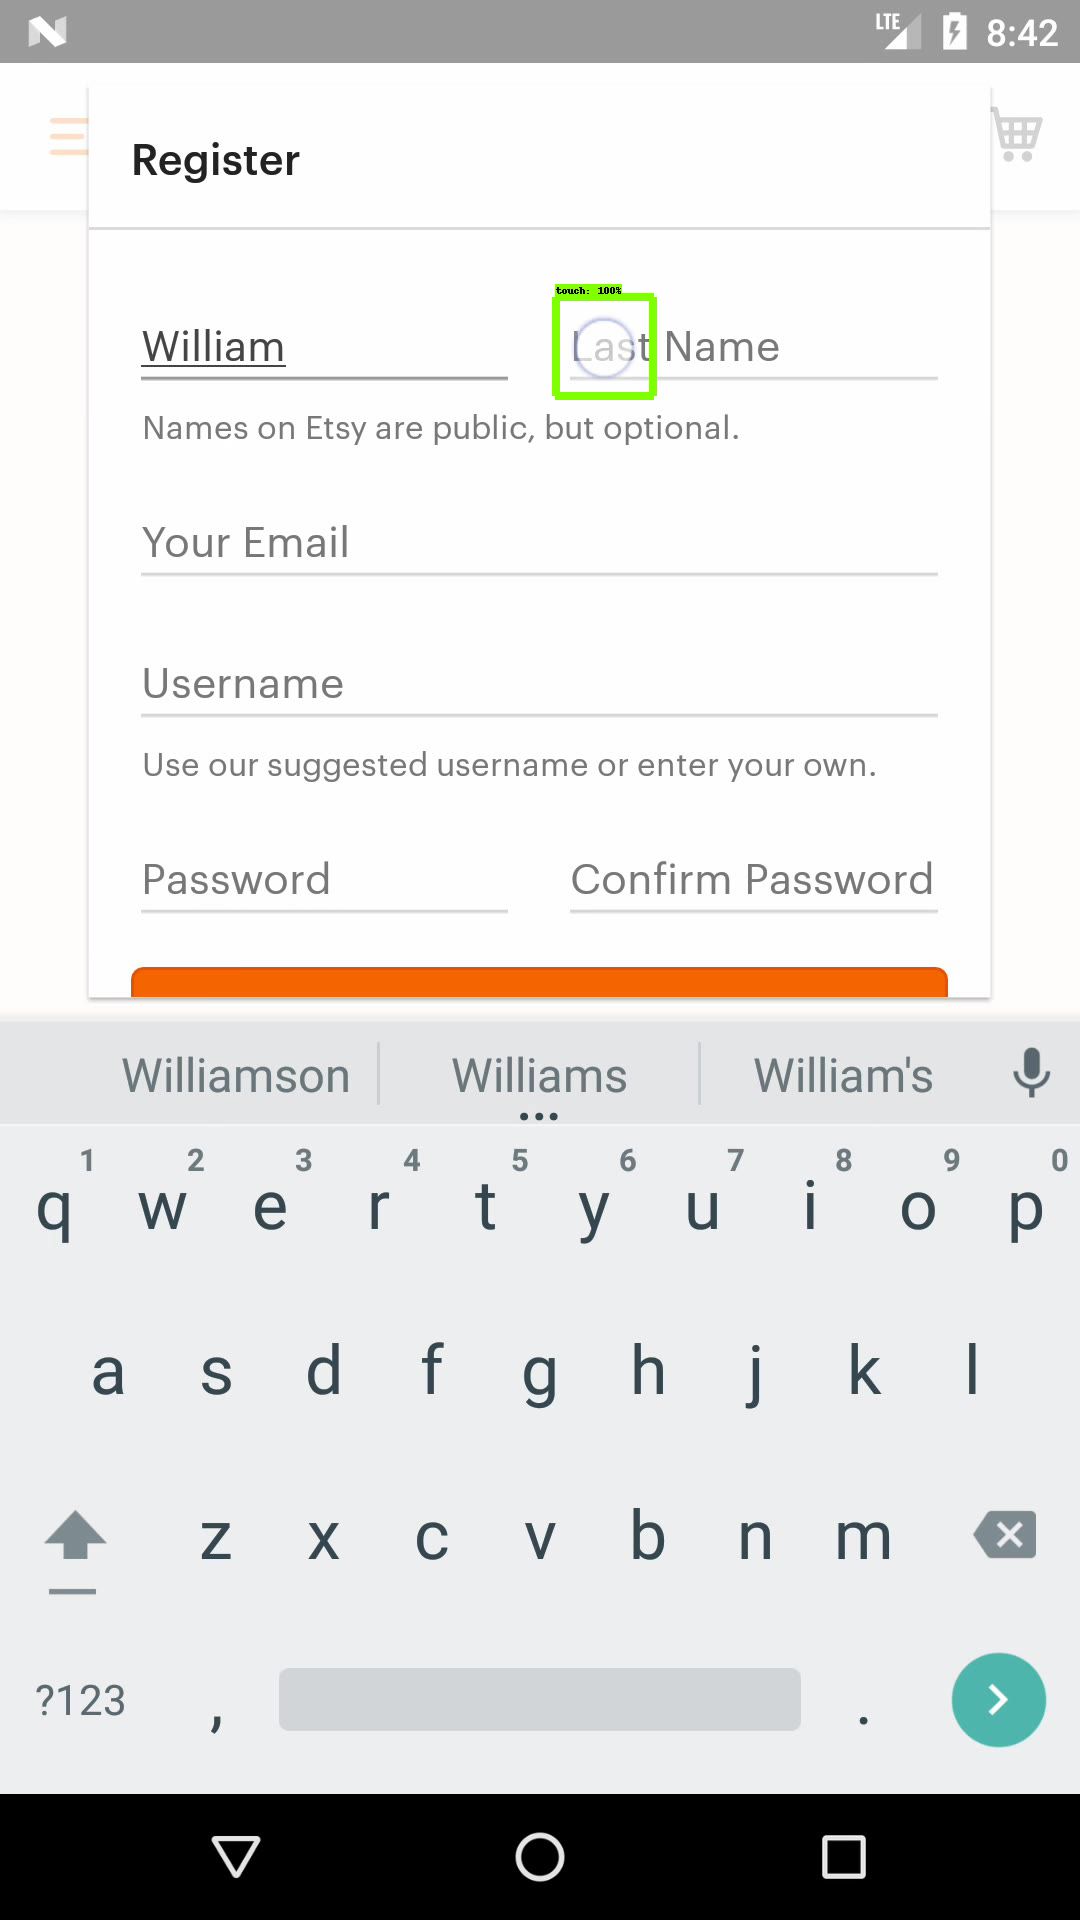 LTE 8:42
Register
touch: 100%
William Last Name
Names on Etsy are public, but optional.
Your Email
Username
Use our suggested username or enter your own.
Password Confirm Password
Williamson Williams William's
1 2 3 4 5 6 7 8 9 0
q w e r t y u i o p
a s d f g h j k l
z x c v b n m
?123 , .